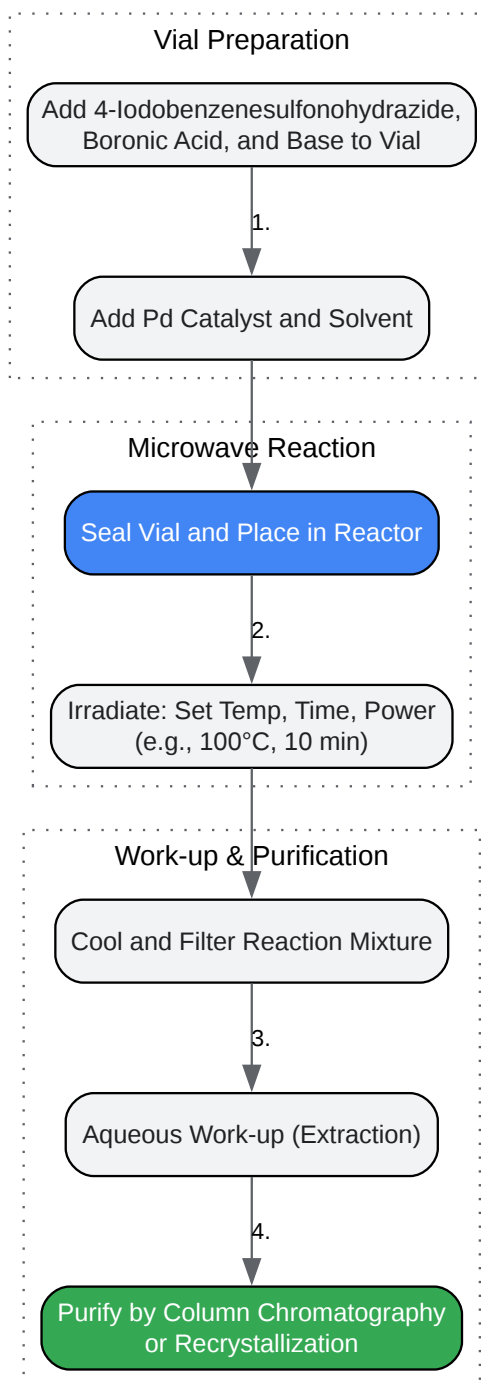 Vial Preparation
Add 4-Iodobenzenesulfonohydrazide,
Boronic Acid, and Base to Vial
1.
Add Pd Catalyst and Solvent
Microwave Reaction
Seal Vial and Place in Reactor
2.
Irradiate: Set Temp, Time, Power
(e.g., 100°C, 10 min)
Work-up & Purification
Cool and Filter Reaction Mixture
3.
Aqueous Work-up (Extraction)
4.
Purify by Column Chromatography
or Recrystallization